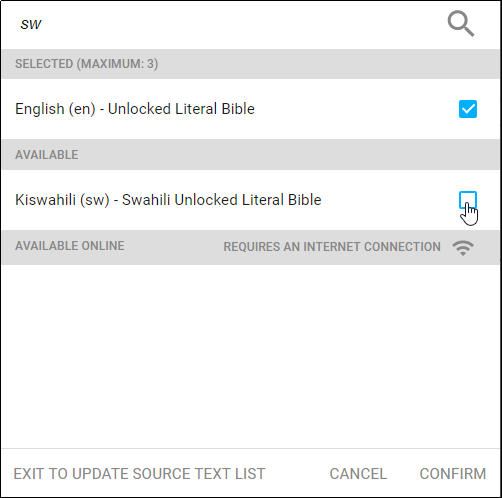 sw
SELECTED (MAXIMUM: 3)
English (en) - Unlocked Literal Bible
AVAILABLE
Kiswahili (sw) - Swahili Unlocked Literal Bible
AVAILABLE ONLINE REQUIRES AN INTERNET CONNECTION
EXIT TO UPDATE SOURCE TEXT LIST CANCEL CONFIRM